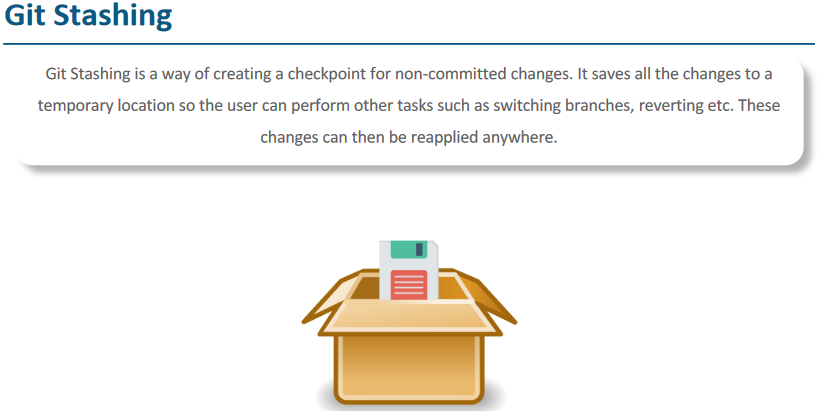 Git Stashing
Git Stashing is a way of creating a checkpoint for non-committed changes. It saves all the changes to a
temporary location so the user can perform other tasks such as switching branches, reverting etc. These
changes can then be reapplied anywhere.